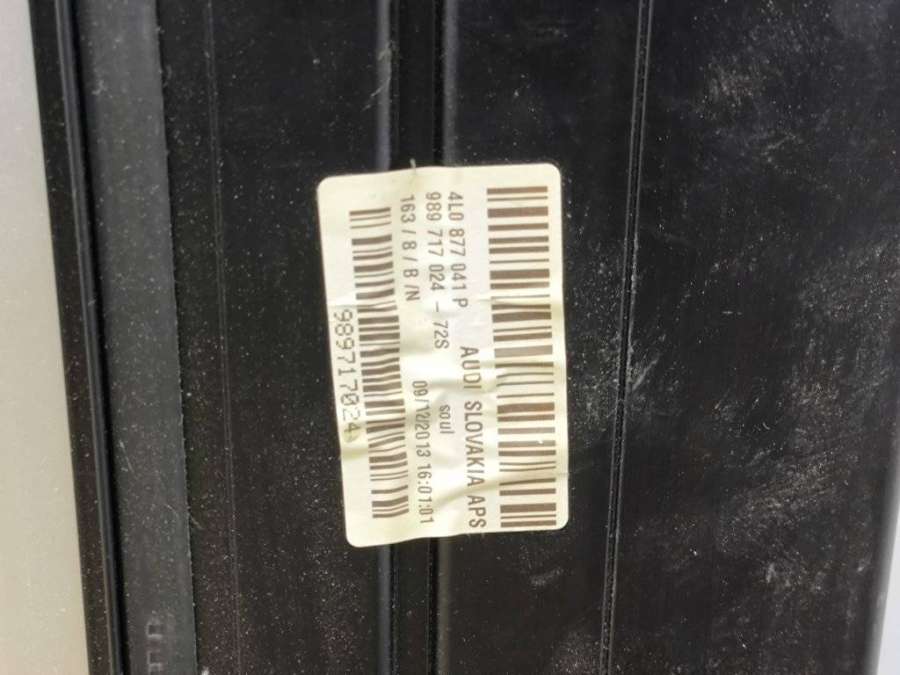 4L0 877 041 P AUDI SLOVAKIA APS
989 717 024 - 72S soul
163 / 8 / B /N 09/12/2013 16:01:01
989717024